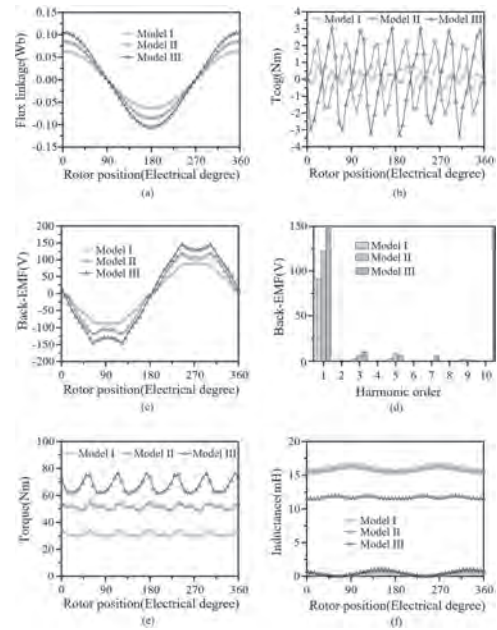 0.15
0.10
0.05
0.00
-0.05
-0.10
-0.15
Flux linkage(Wb)
Model I
Model II
Model III
0 90 180 270 360
Rotor position(Electrical degree)
(a)
4
3
2
1
0
-1
-2
-3
-4
Tcog(Nm)
Model I
Model II
Model III
0 90 180 270 360
Rotor position(Electrical degree)
(b)
200
150
100
50
0
-50
-100
-150
-200
Back-EMF(V)
Model I
Model II
Model III
0 90 180 270 360
Rotor position(Electrical degree)
(c)
150
100
50
0
Back-EMF(V)
Model I
Model II
Model III
1 2 3 4 5 6 7 8 9 10
Harmonic order
(d)
100
80
60
40
20
0
Torque(Nm)
Model I Model II Model III
0 90 180 270 360
Rotor position(Electrical degree)
(e)
20
15
10
5
0
Inductance(mH)
Model I
Model II
Model III
0 90 180 270 360
Rotor position(Electrical degree)
(f)